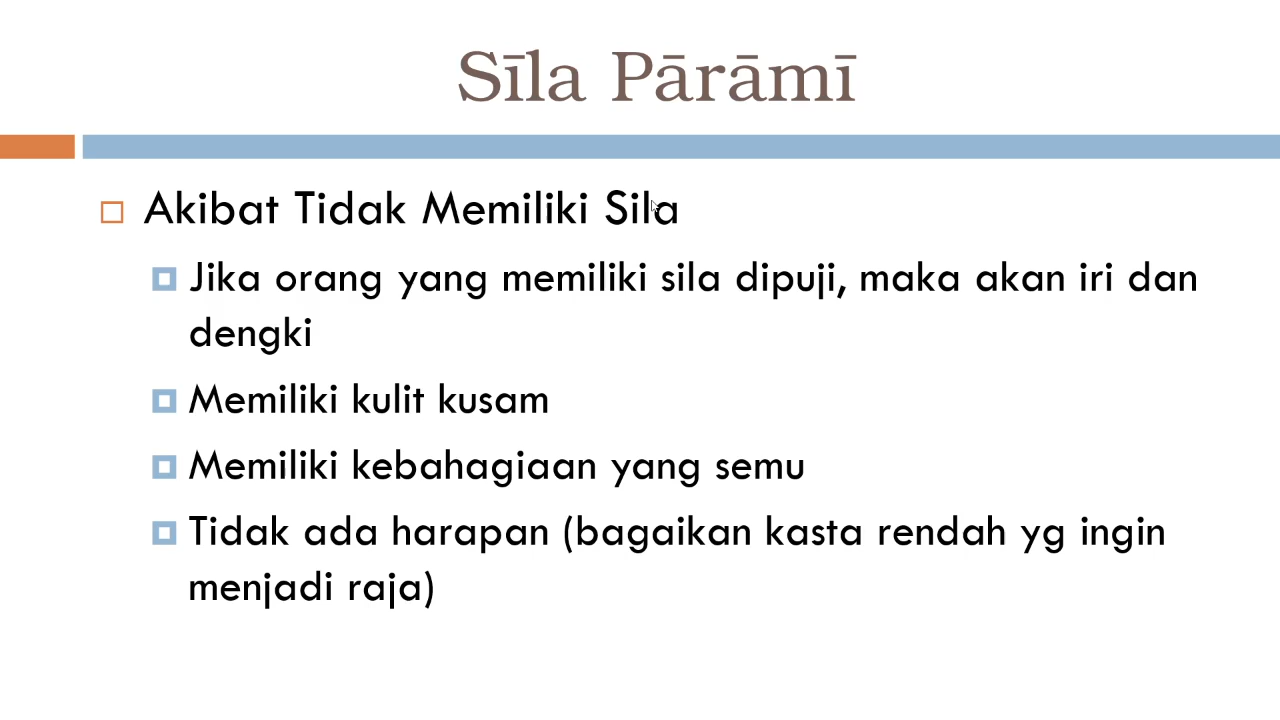 Sīla Pārāmī
Akibat Tidak Memiliki Sila
Jika orang yang memiliki sila dipuji, maka akan iri dan
dengki
Memiliki kulit kusam
Memiliki kebahagiaan yang semu
Tidak ada harapan (bagaikan kasta rendah yg ingin
menjadi raja)